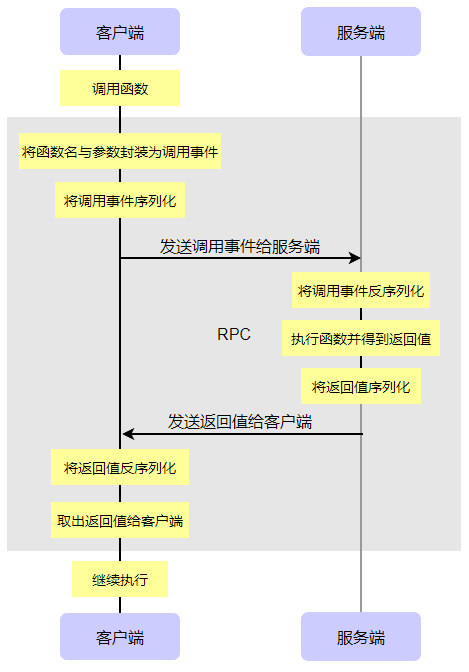 客户端
服务端
调用函数
将函数名与参数封装为调用事件
将调用事件序列化
发送调用事件给服务端
将调用事件反序列化
RPC
执行函数并得到返回值
将返回值序列化
发送返回值给客户端
将返回值反序列化
取出返回值给客户端
继续执行
客户端
服务端